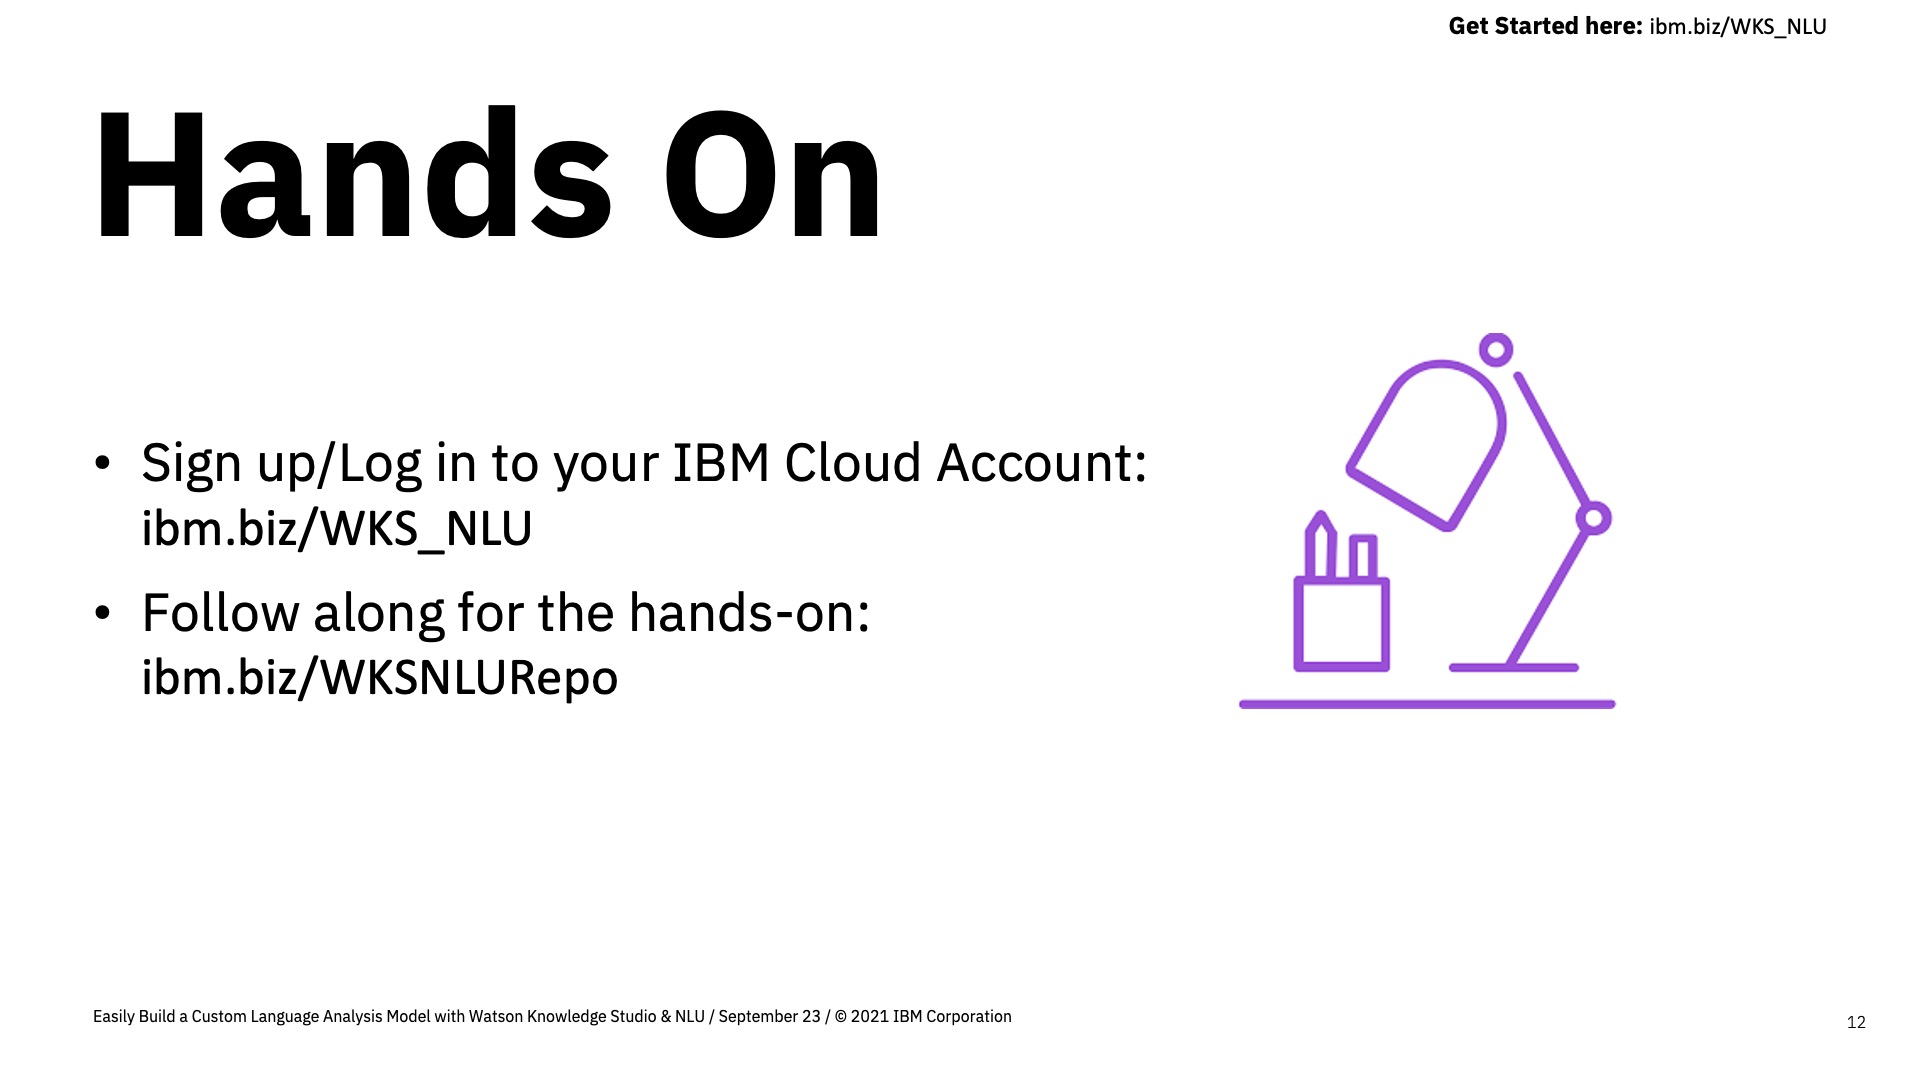 Get Started here: ibm.biz/WKS_NLU
Hands On
• Sign up/Log in to your IBM Cloud Account:
ibm.biz/WKS_NLU
• Follow along for the hands-on:
ibm.biz/WKSNLURepo
Easily Build a Custom Language Analysis Model with Watson Knowledge Studio & NLU / September 23 / © 2021 IBM Corporation
12